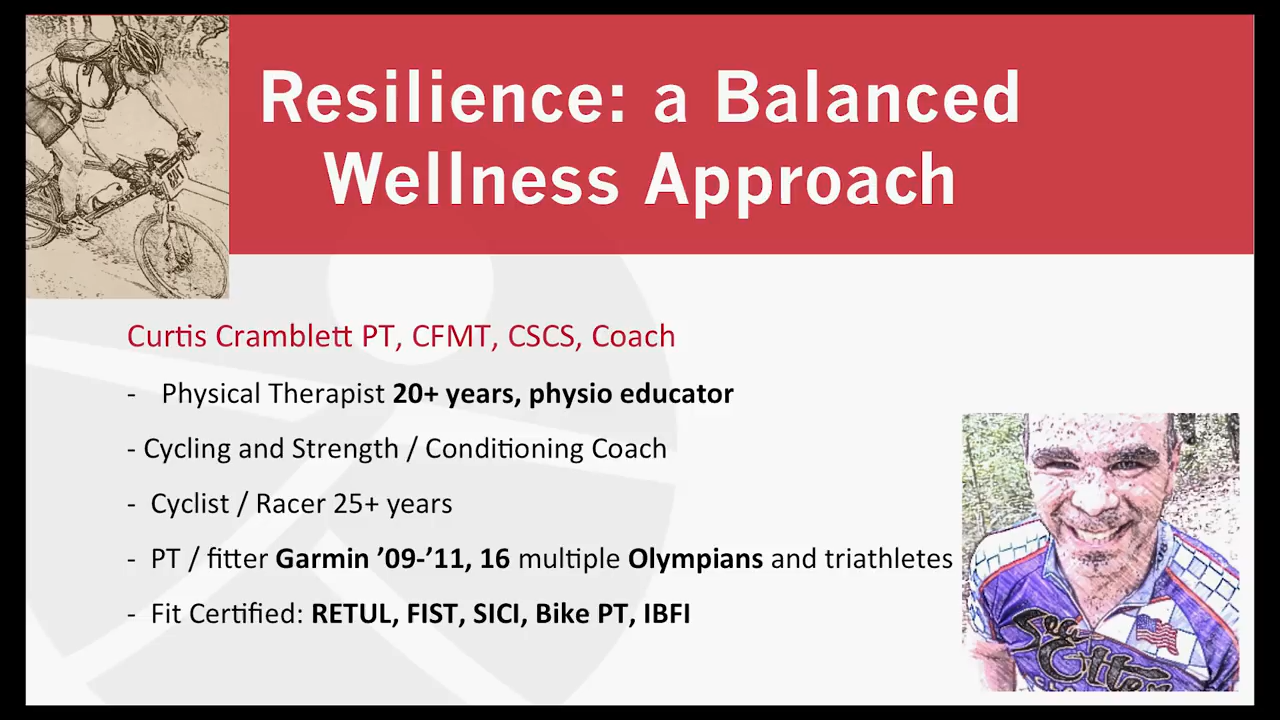 Resilience: a Balanced
Wellness Approach
Curtis Cramblett PT, CFMT, CSCS, Coach
- Physical Therapist 20+ years, physio educator
- Cycling and Strength / Conditioning Coach
- Cyclist / Racer 25+ years
- PT / fitter Garmin ’09-’11, 16 multiple Olympians and triathletes
- Fit Certified: RETUL, FIST, SICI, Bike PT, IBFI